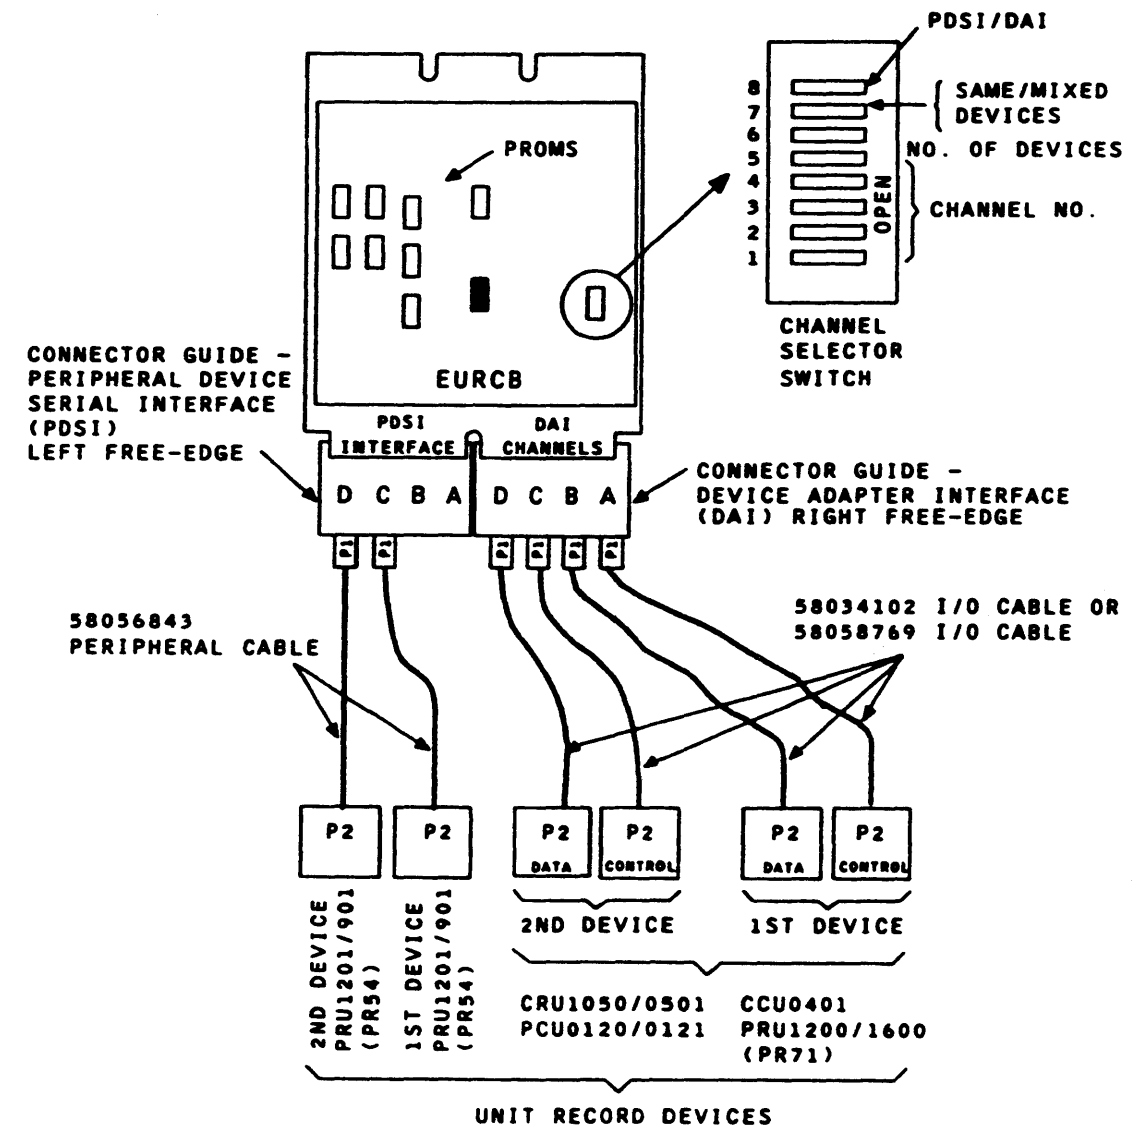 PDSI/DAI
8
7
6
5
4
3
2
1
SAME/MIXED
DEVICES
NO. OF DEVICES
OPEN
CHANNEL NO.
CHANNEL
SELECTOR
SWITCH
PROMS
EURCB
CONNECTOR GUIDE -
PERIPHERAL DEVICE
SERIAL INTERFACE
(PDSI)
LEFT FREE-EDGE
PDSI
INTERFACE
DAI
CHANNELS
D C B A D C B A
CONNECTOR GUIDE -
DEVICE ADAPTER INTERFACE
(DAI) RIGHT FREE-EDGE
P1 P1 P1 P1 P1 P1
58056843
PERIPHERAL CABLE
58034102 I/O CABLE OR
58058769 I/O CABLE
P2
P2
P2
DATA
P2
CONTROL
P2
DATA
P2
CONTROL
2ND DEVICE
PRU1201/901
(PR54)
1ST DEVICE
PRU1201/901
(PR54)
2ND DEVICE
1ST DEVICE
CRU1050/0501 CCU0401
PCU0120/0121 PRU1200/1600
(PR71)
UNIT RECORD DEVICES